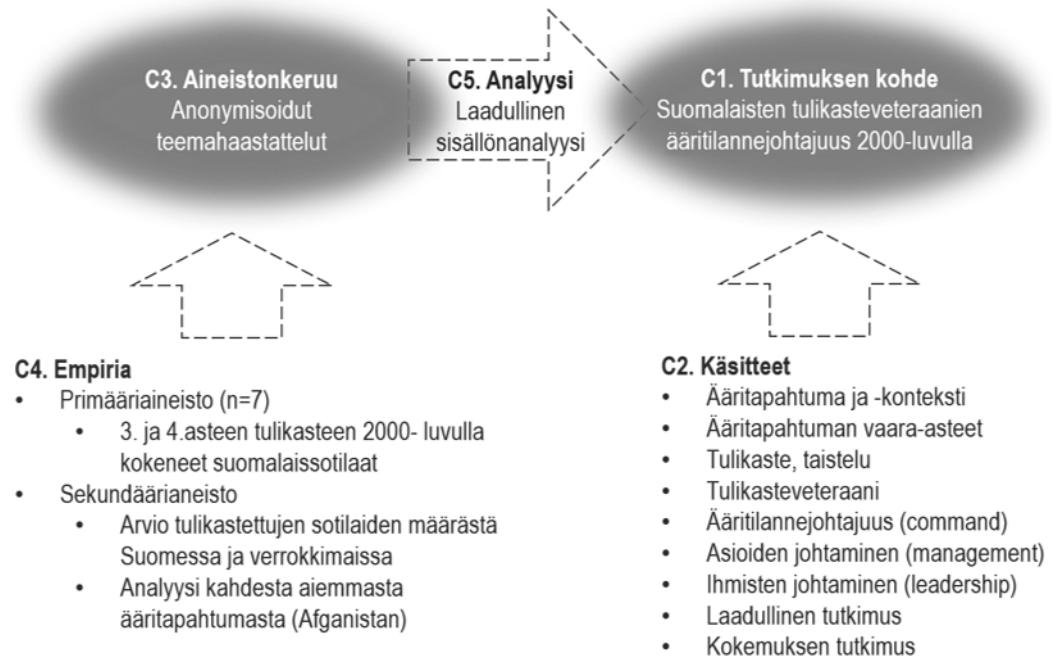 C3. Aineistonkeruu
Anonymisoidut
teemahaastattelut
C5. Analyysi
Laadullinen
sisällönanalyysi
C1. Tutkimuksen kohde
Suomalaisten tulikasteveteraanien
ääritilannejohtajuus 2000-luvulla
C4. Empiria
• Primääriaineisto (n=7)
• 3. ja 4.asteen tulikasteen 2000- luvulla
kokeneet suomalaissotilaat
• Sekundäärianeisto
• Arvio tulikastettujen sotilaiden määrästä
Suomessa ja verrokkimaissa
• Analyysi kahdesta aiemmasta
ääritapahtumasta (Afganistan)
C2. Käsitteet
• Ääritapahtuma ja -konteksti
• Ääritapahtuman vaara-asteet
• Tulikaste, taistelu
• Tulikasteveteraani
• Ääritilannejohtajuus (command)
• Asioiden johtaminen (management)
• Ihmisten johtaminen (leadership)
• Laadullinen tutkimus
• Kokemuksen tutkimus